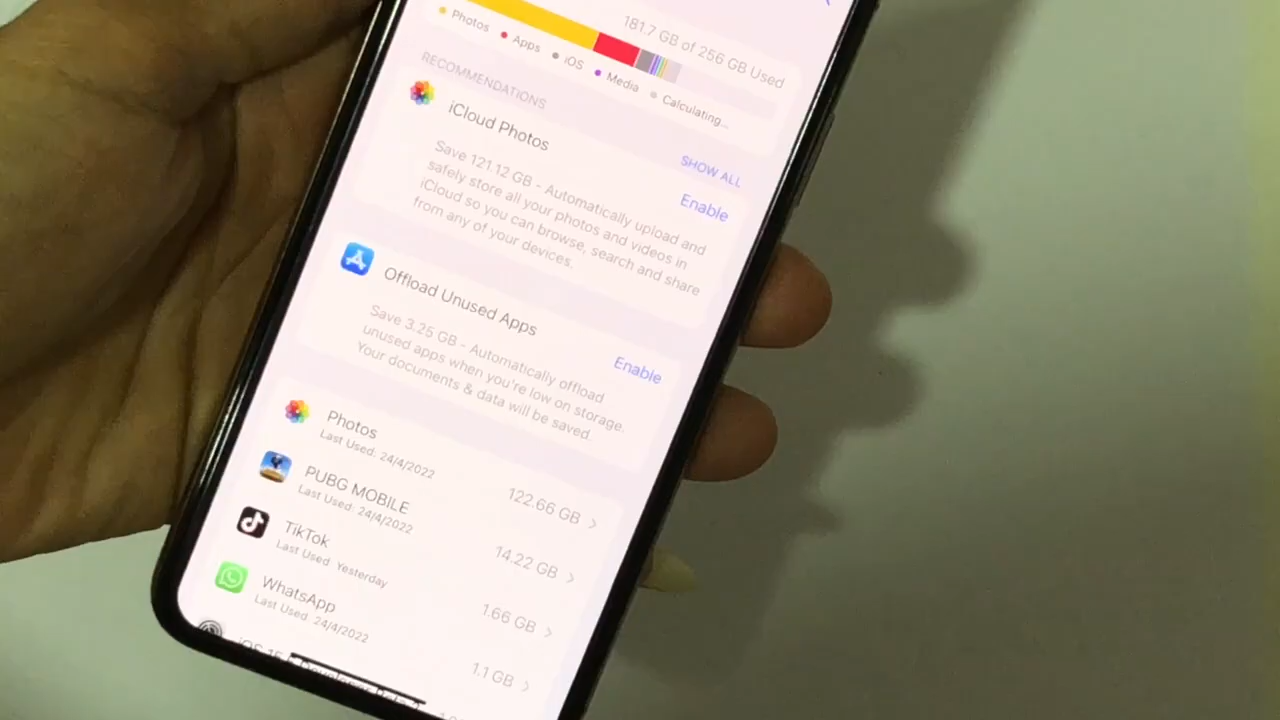 181.7 GB of 256 GB Used
Photos Apps iOS Media Calculating...
RECOMMENDATIONS
SHOW ALL
iCloud Photos
Enable
Save 121.12 GB - Automatically upload and
safely store all your photos and videos in
iCloud so you can browse, search and share
from any of your devices.
Offload Unused Apps
Enable
Save 3.25 GB - Automatically offload
unused apps when you're low on storage.
Your documents & data will be saved.
Photos
Last Used: 24/4/2022
122.66 GB
PUBG MOBILE
Last Used: 24/4/2022
14.22 GB
TikTok
Last Used: Yesterday
1.66 GB
WhatsApp
Last Used: 24/4/2022
1.1 GB
iOS 15.5 Developer Beta